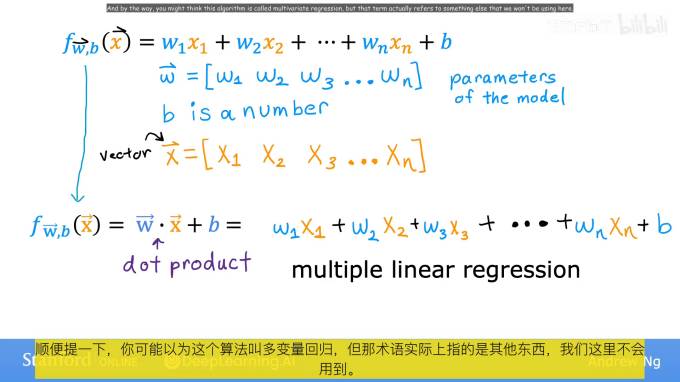 And by the way, you might think this algorithm is called multivariate regression, but that term actually refers to something else that we won't be using here.
bilibili
f w⃗,b (x⃗) = w₁x₁ + w₂x₂ + ⋯ + wₙxₙ + b
w⃗ = [w₁ w₂ w₃ ... wₙ] parameters
of the model
b is a number
vector x⃗ = [x₁ x₂ x₃ ... xₙ]
f w⃗,b (x⃗) = w⃗ · x⃗ + b = w₁x₁ + w₂x₂ + w₃x₃ + ⋯ + wₙxₙ + b
dot product
multiple linear regression
Stanford ONLINE DeepLearning.AI Andrew Ng
顺便提一下，你可能以为这个算法叫多变量回归，但那术语实际上指的是其他东西，我们这里不会
用到。